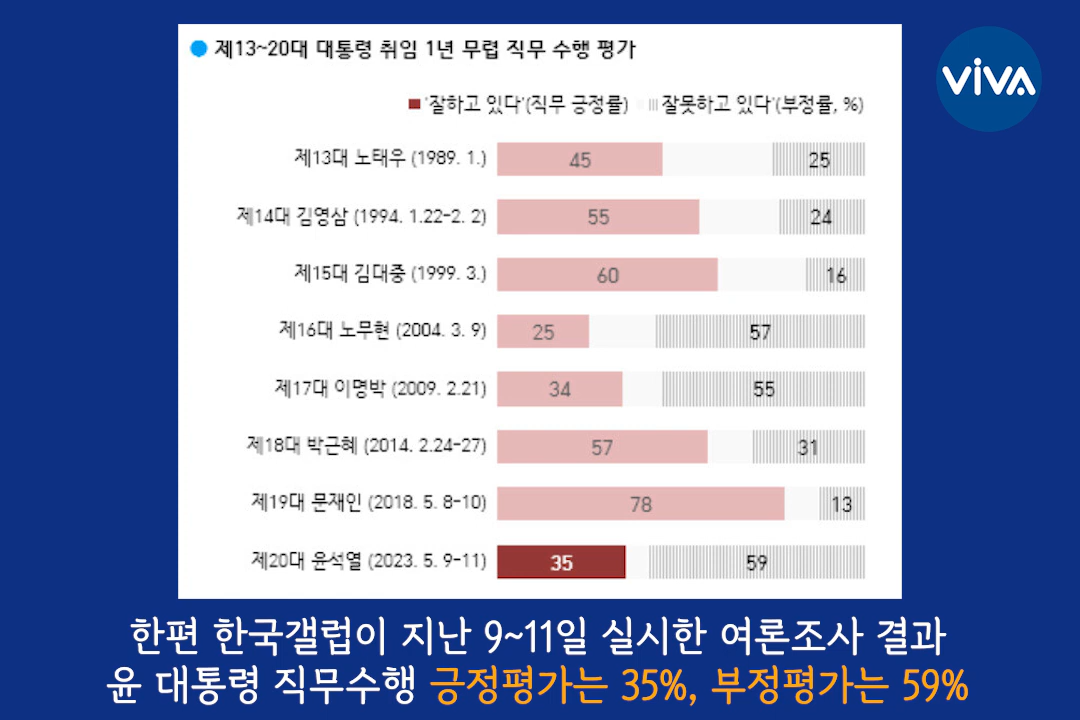 제13~20대 대통령 취임 1년 무렵 직무 수행 평가
VIVA
'잘하고 있다'(직무 긍정률) 잘못하고 있다'(부정률, %)
제13대 노태우 (1989. 1.) 45 25
제14대 김영삼 (1994. 1.22-2. 2) 55 24
제15대 김대중 (1999. 3.) 60 16
제16대 노무현 (2004. 3. 9) 25 57
제17대 이명박 (2009. 2.21) 34 55
제18대 박근혜 (2014. 2.24-27) 57 31
제19대 문재인 (2018. 5. 8-10) 78 13
제20대 윤석열 (2023. 5. 9-11) 35 59
한편 한국갤럽이 지난 9~11일 실시한 여론조사 결과
윤 대통령 직무수행 긍정평가는 35%, 부정평가는 59%